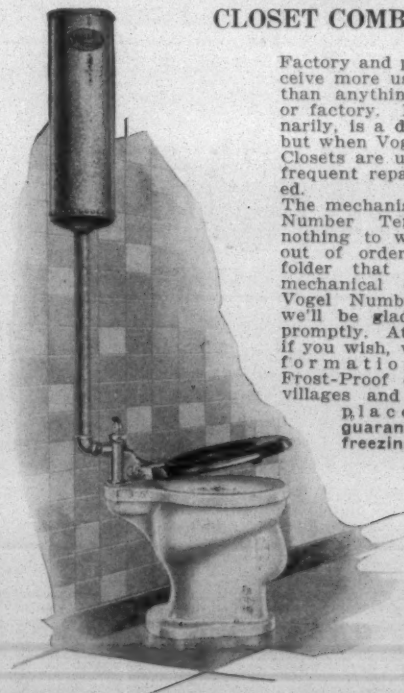 CLOSET COMB
Factory and p
ceive more us
than anythin
or factory.
narily, is a d
but when Vog
Closets are u
frequent repa
ed.
The mechanis
Number Te
nothing to w
out of order
folder that
mechanical
Vogel Numb
we'll be glad
promptly. At
if you wish, w
formatio
Frost-Proof
villages and
place
guaran
freezin